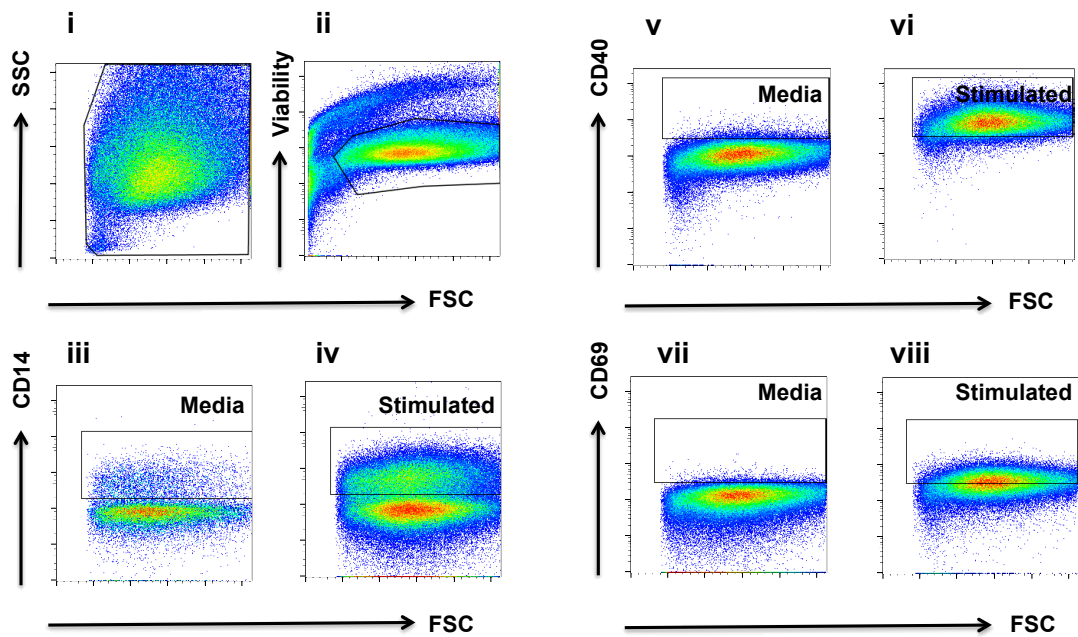 i
ii
v
vi
SSC
Viability
CD40
Media
Stimulated
FSC
FSC
iii
iv
vii
viii
CD14
CD69
Media
Stimulated
Media
Stimulated
FSC
FSC